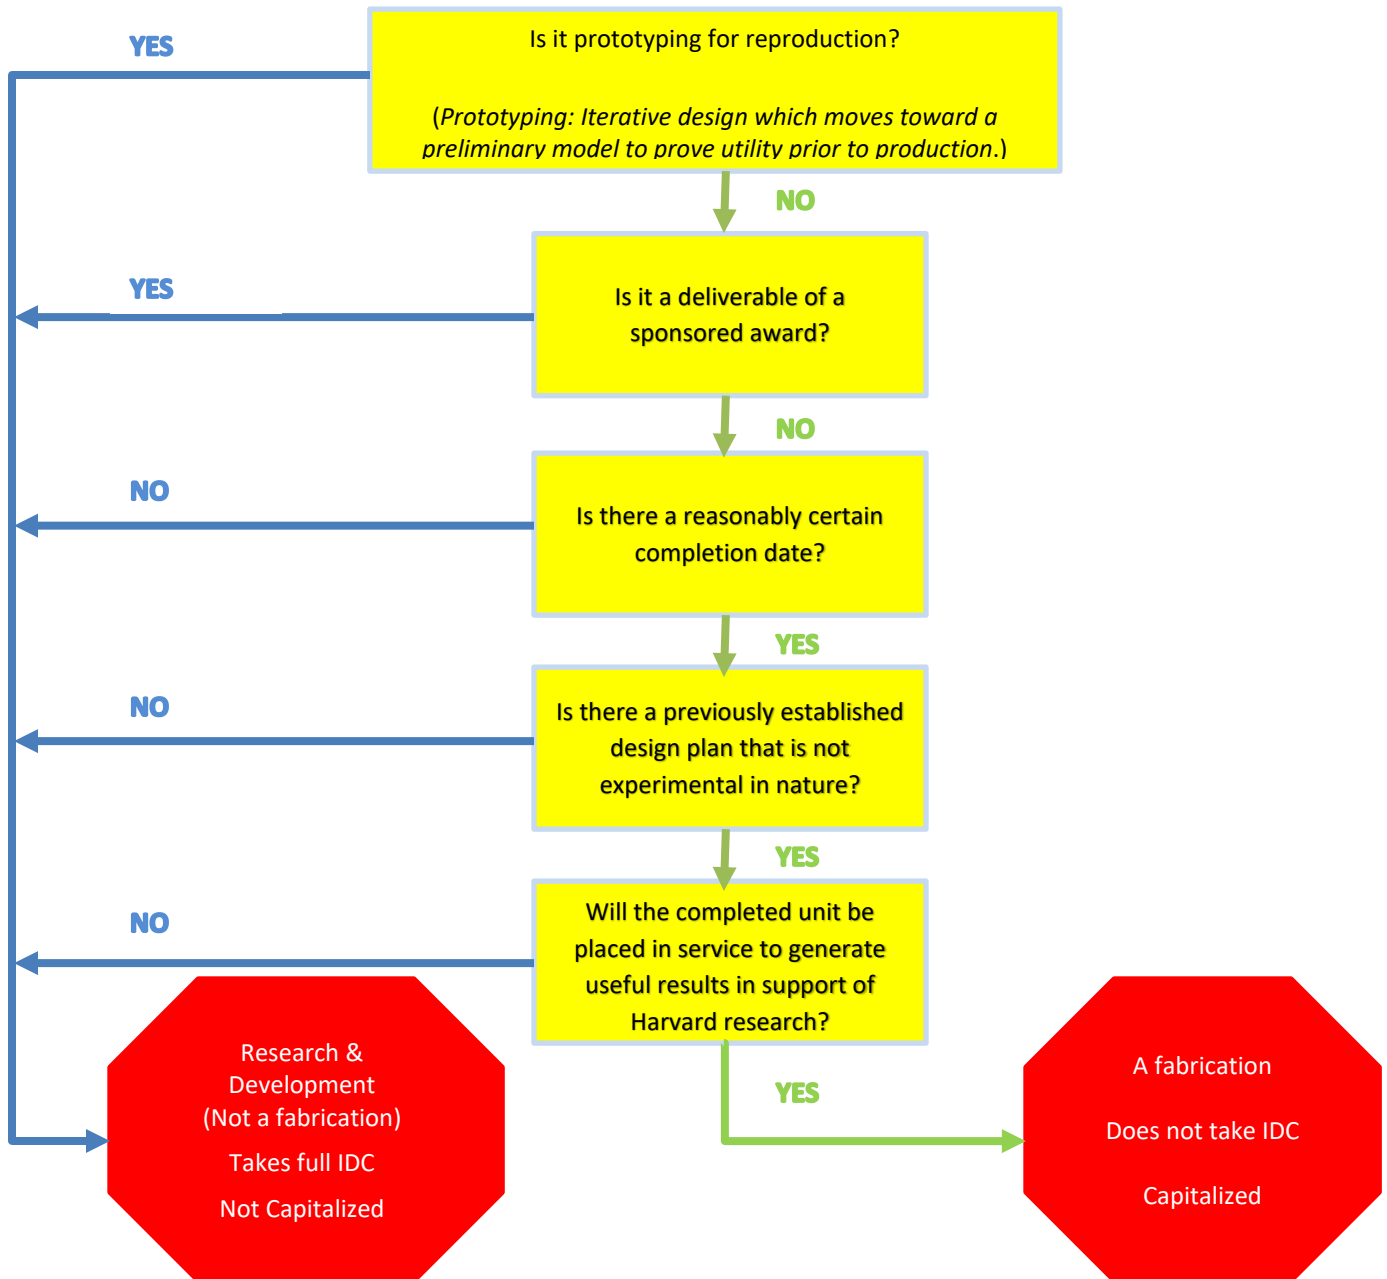 YES
Is it prototyping for reproduction?
(Prototyping: Iterative design which moves toward a
preliminary model to prove utility prior to production.)
NO
YES
Is it a deliverable of a
sponsored award?
NO
NO
Is there a reasonably certain
completion date?
YES
NO
Is there a previously established
design plan that is not
experimental in nature?
YES
NO
Will the completed unit be
placed in service to generate
useful results in support of
Harvard research?
YES
Research &
Development
(Not a fabrication)
Takes full IDC
Not Capitalized
A fabrication
Does not take IDC
Capitalized